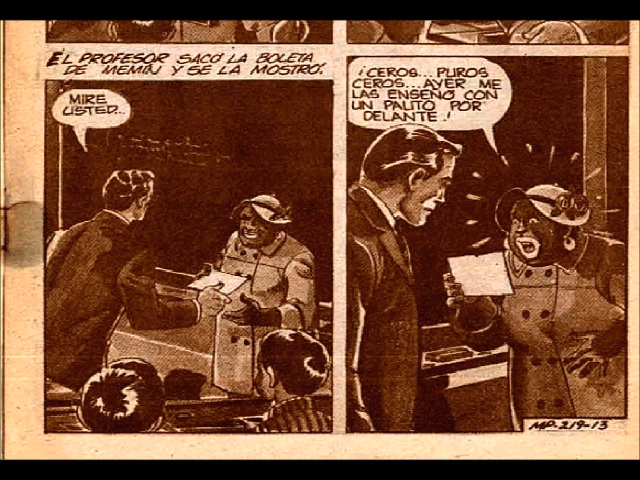 EL PROFESOR SACÓ LA BOLETA
DE MEMÍN Y SE LA MOSTRÓ.
MIRE
USTED...
¡CEROS... PUROS
CEROS... AYER ME
LAS ENSEÑÓ CON
UN PALITO POR
DELANTE!
MP-219-13